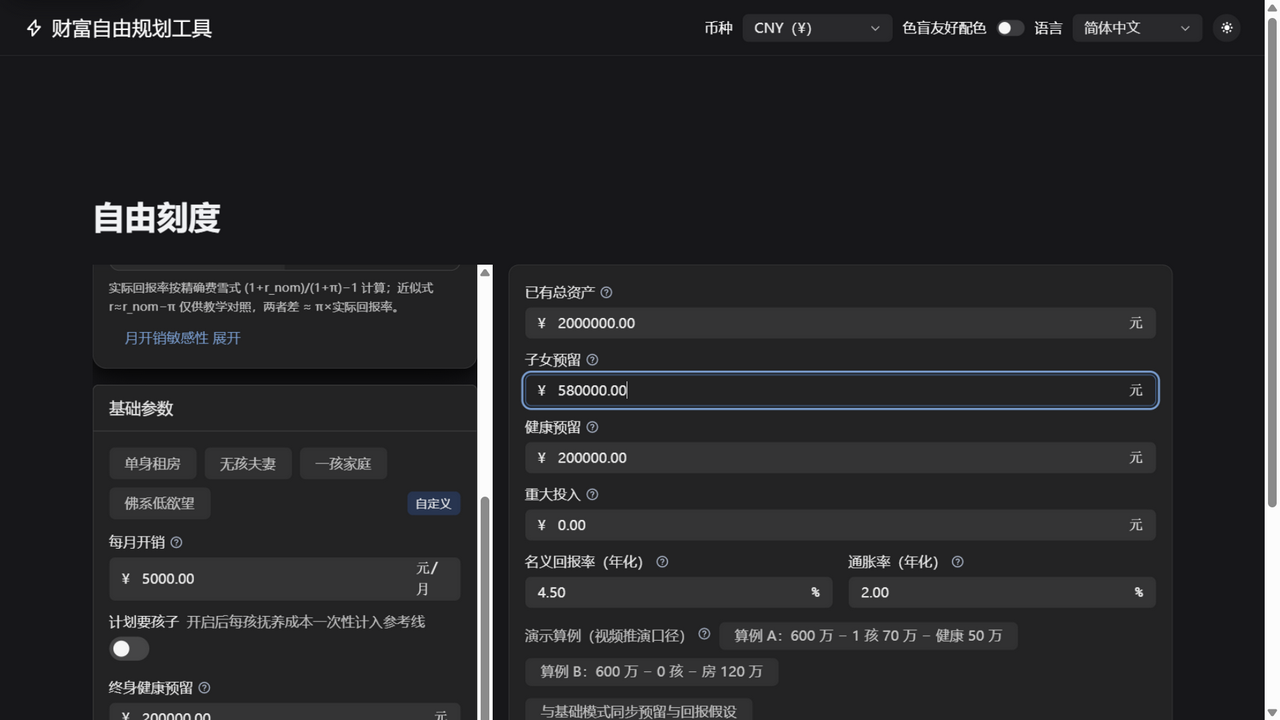 财富自由规划工具
币种
CNY (¥)
色盲友好配色
语言
简体中文
自由刻度
实际回报率按精确费雪式 (1+r_nom)/(1+π)−1 计算；近似式
r≈r_nom−π 仅供教学对照，两者差 ≈ π×实际回报率。
月开销敏感性 展开
基础参数
单身租房
无孩夫妻
一孩家庭
佛系低欲望
自定义
每月开销
¥ 5000.00
元/
月
计划要孩子 开启后每孩抚养成本一次性计入参考线
终身健康预留
¥ 200000.00 元
已有总资产
¥ 2000000.00 元
子女预留
¥ 580000.00 元
健康预留
¥ 200000.00 元
重大投入
¥ 0.00 元
名义回报率（年化）
4.50 %
通胀率（年化）
2.00 %
演示算例（视频推演口径）
算例 A：600 万 − 1 孩 70 万 − 健康 50 万
算例 B：600 万 − 0 孩 − 房 120 万
与基础模式同步预留与回报假设